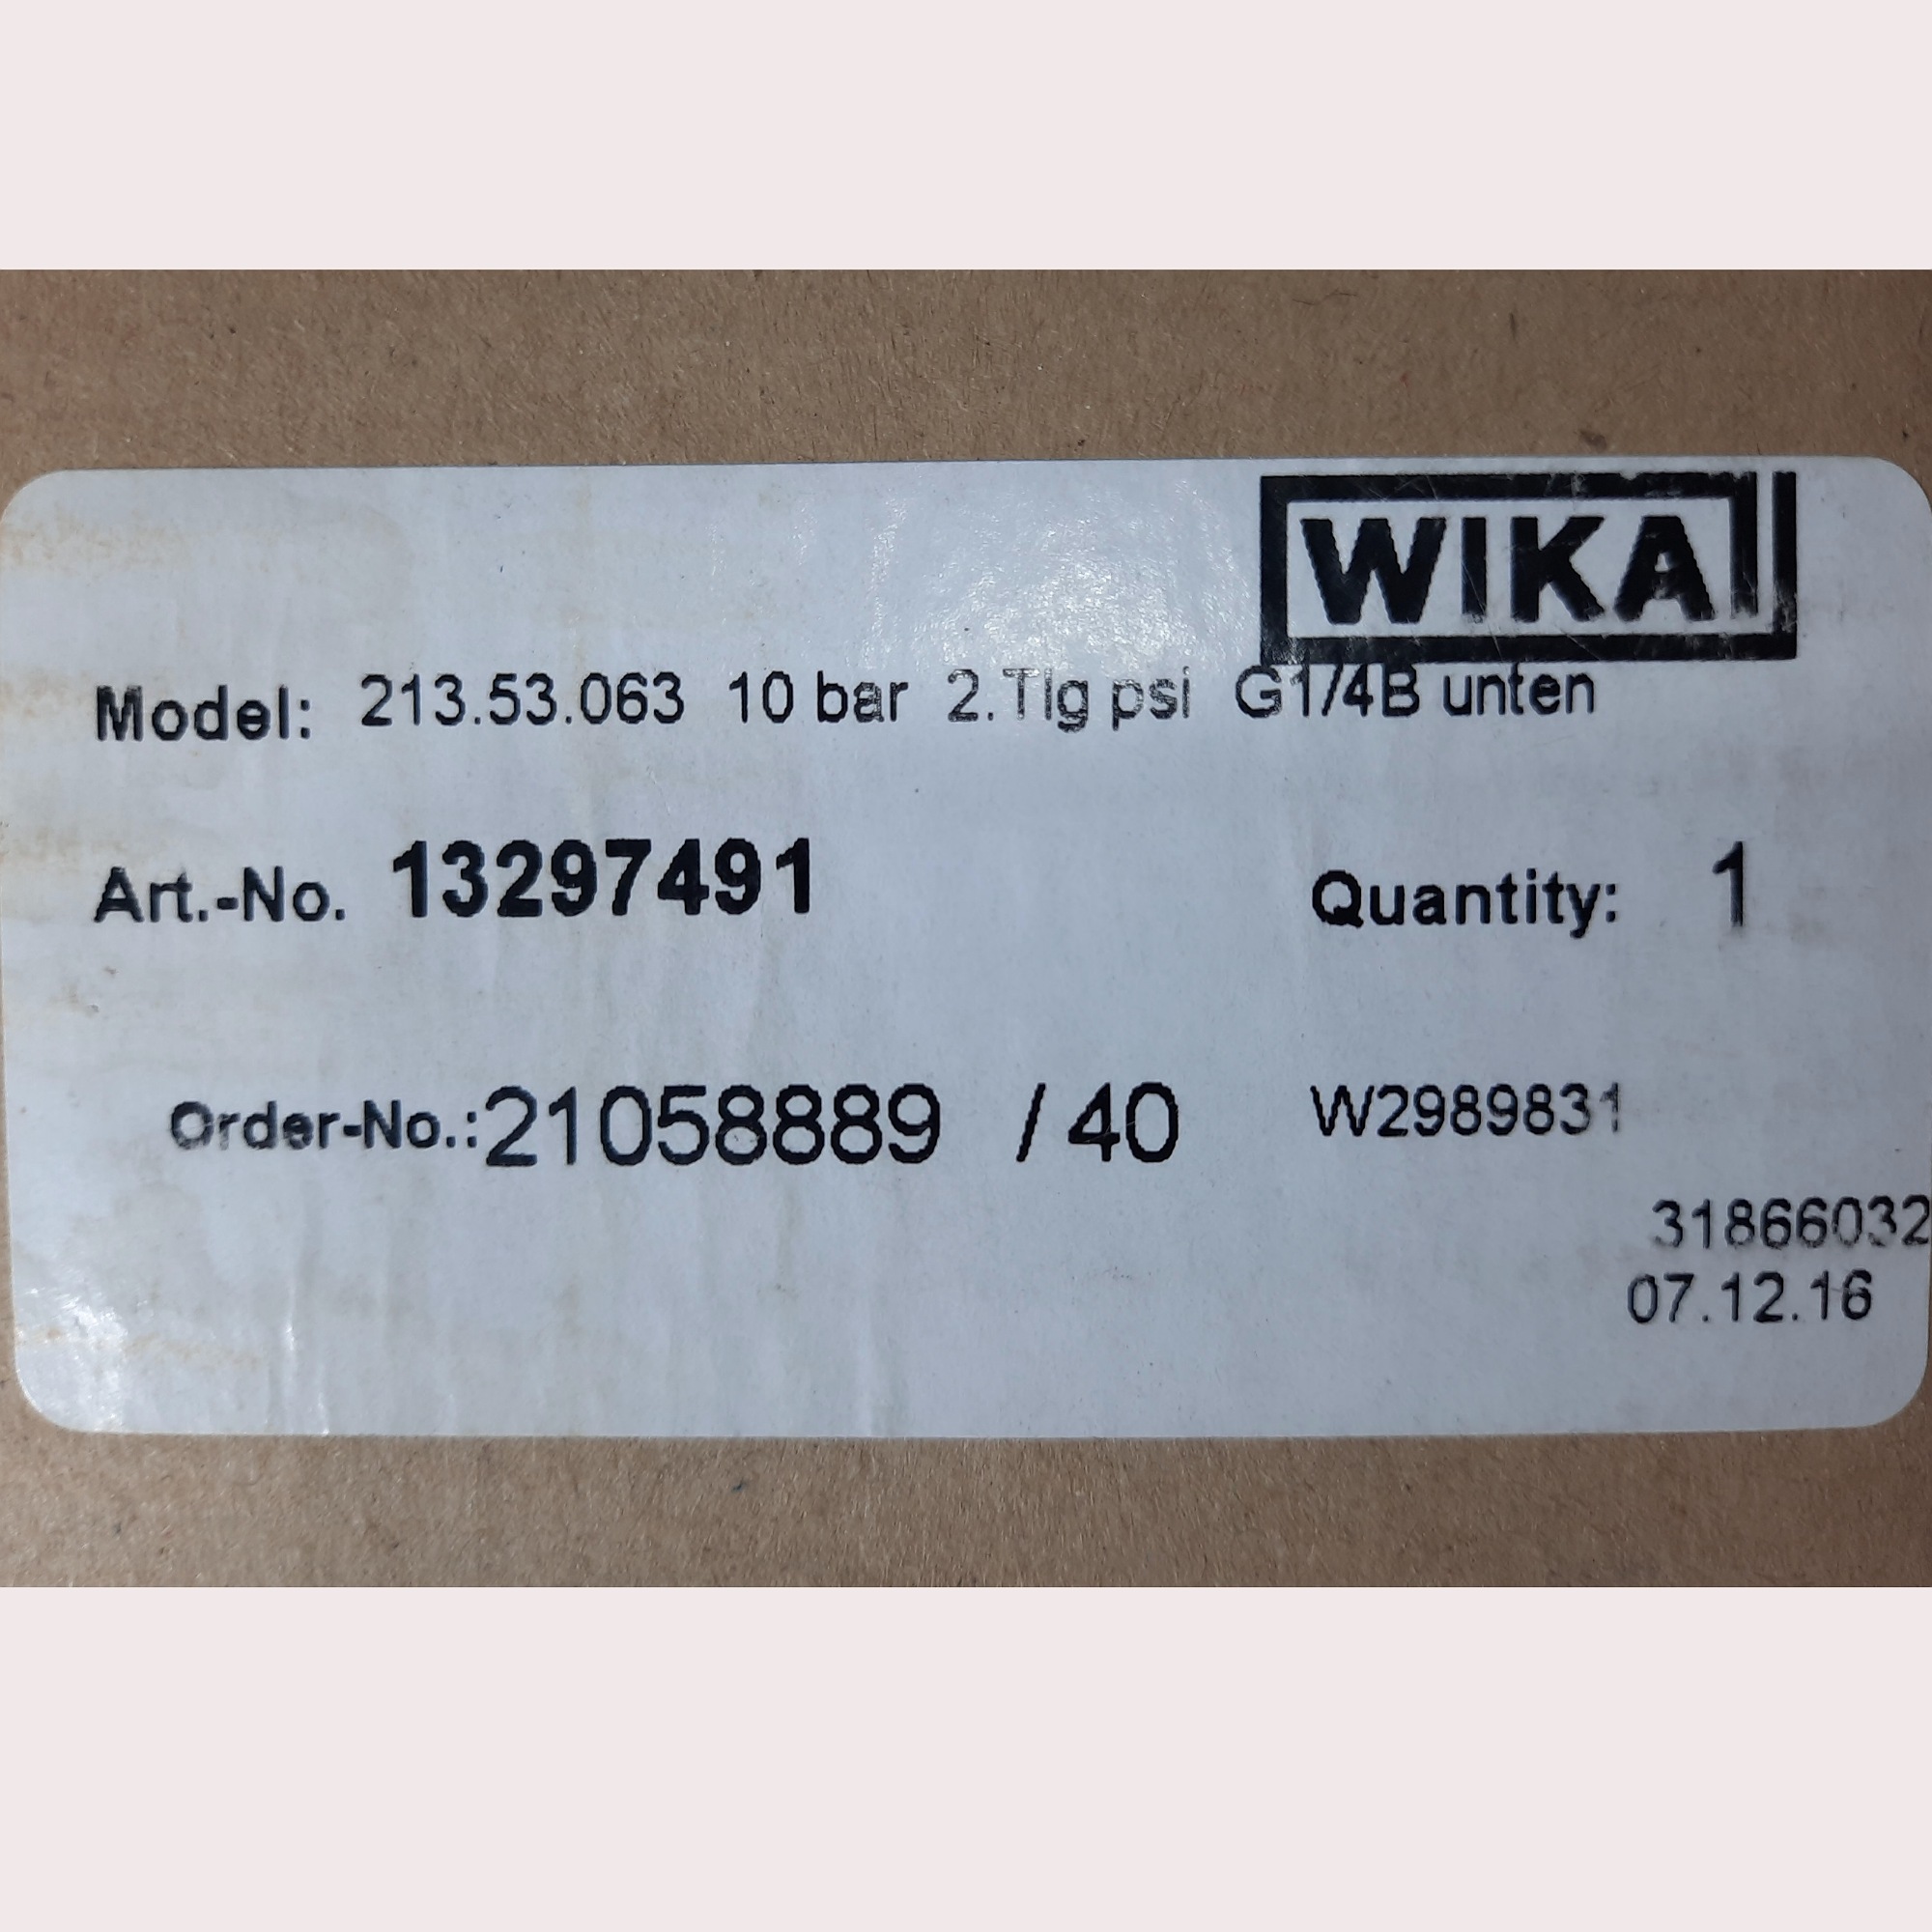 WIKA
Model: 213.53.063 10 bar 2.Tlg psi G1/4B unten
Art.-No. 13297491 Quantity: 1
Order-No.:21058889 /40 W2989831
31866032
07.12.16